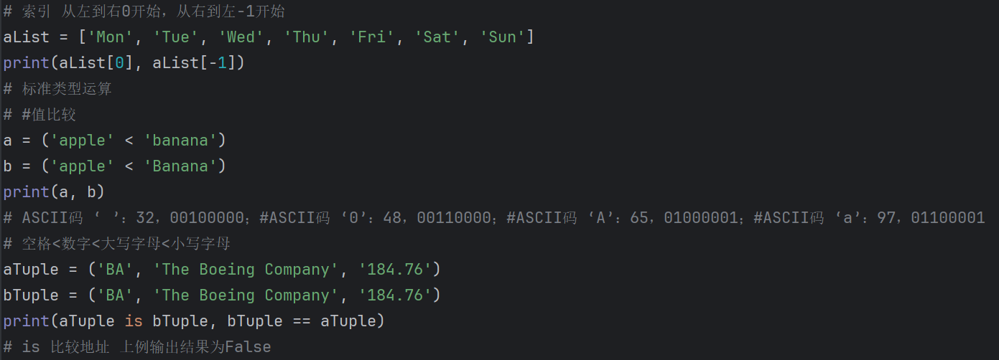 # 索引 从左到右0开始，从右到左-1开始
aList = ['Mon', 'Tue', 'Wed', 'Thu', 'Fri', 'Sat', 'Sun']
print(aList[0], aList[-1])
# 标准类型运算
# #值比较
a = ('apple' < 'banana')
b = ('apple' < 'Banana')
print(a, b)
# ASCII码 ‘ ’：32，00100000；#ASCII码 ‘0’：48，00110000；#ASCII码 ‘A’：65，01000001；#ASCII码 ‘a’：97，01100001
# 空格<数字<大写字母<小写字母
aTuple = ('BA', 'The Boeing Company', '184.76')
bTuple = ('BA', 'The Boeing Company', '184.76')
print(aTuple is bTuple, bTuple == aTuple)
# is 比较地址 上例输出结果为False